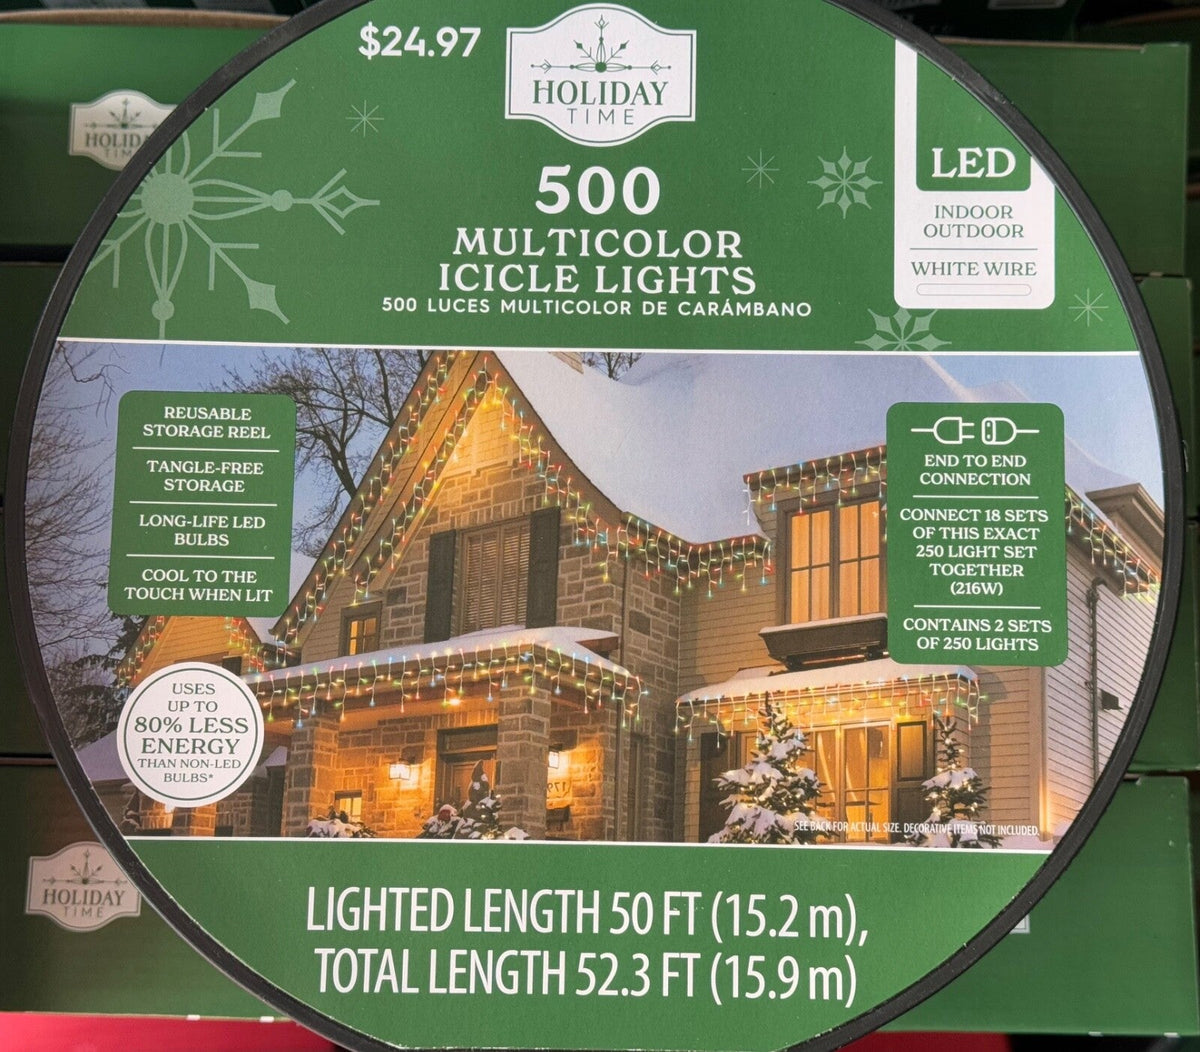 $24.97
HOLIDAY
TIME
500
MULTICOLOR
ICICLE LIGHTS
500 LUCES MULTICOLOR DE CARÁMBANO
LED
INDOOR
OUTDOOR
WHITE WIRE
REUSABLE
STORAGE REEL
TANGLE-FREE
STORAGE
LONG-LIFE LED
BULBS
COOL TO THE
TOUCH WHEN LIT
END TO END
CONNECTION
CONNECT 18 SETS
OF THIS EXACT
250 LIGHT SET
TOGETHER
(216W)
CONTAINS 2 SETS
OF 250 LIGHTS
USES
UP TO
80% LESS
ENERGY
THAN NON-LED
BULBS*
SEE BACK FOR ACTUAL SIZE. DECORATIVE ITEMS NOT INCLUDED.
LIGHTED LENGTH 50 FT (15.2 m),
TOTAL LENGTH 52.3 FT (15.9 m)
HOLID
TIM
HOLIDAY
TIME